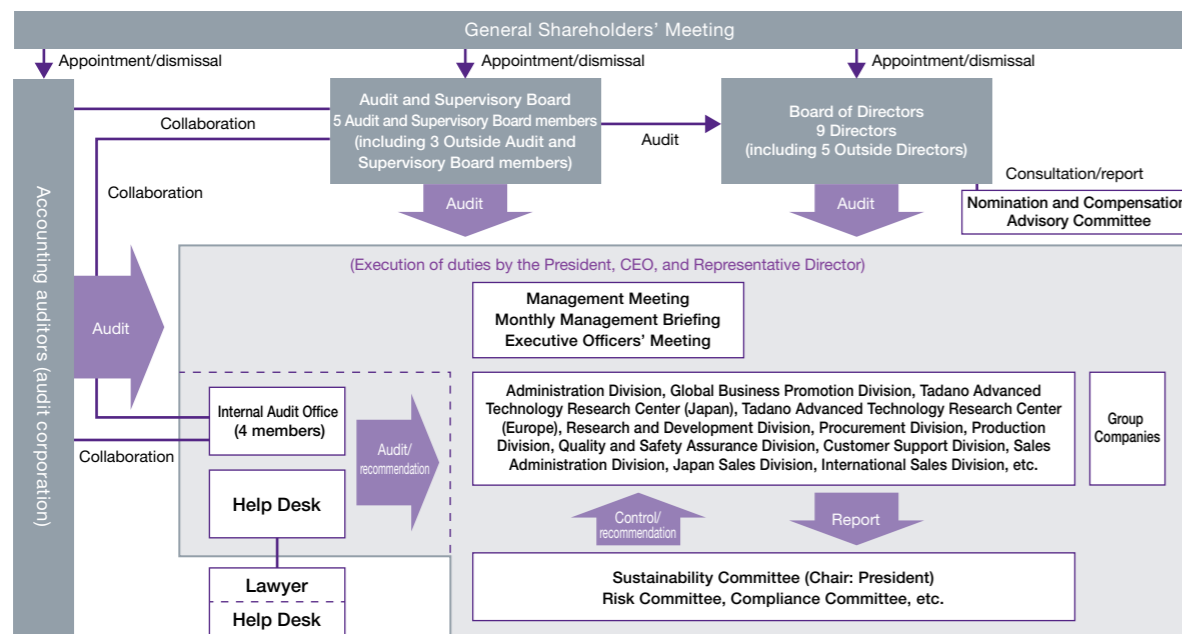 General Shareholders' Meeting
Appointment/dismissal
Appointment/dismissal
Appointment/dismissal
Accounting auditors (audit corporation)
Collaboration
Collaboration
Audit and Supervisory Board
5 Audit and Supervisory Board members
(including 3 Outside Audit and
Supervisory Board members)
Audit
Board of Directors
9 Directors
(including 5 Outside Directors)
Consultation/report
Nomination and Compensation
Advisory Committee
Audit
Audit
Audit
(Execution of duties by the President, CEO, and Representative Director)
Management Meeting
Monthly Management Briefing
Executive Officers' Meeting
Internal Audit Office
(4 members)
Collaboration
Help Desk
Audit/
recommendation
Administration Division, Global Business Promotion Division, Tadano Advanced
Technology Research Center (Japan), Tadano Advanced Technology Research Center
(Europe), Research and Development Division, Procurement Division, Production
Division, Quality and Safety Assurance Division, Customer Support Division, Sales
Administration Division, Japan Sales Division, International Sales Division, etc.
Group
Companies
Control/
recommendation
Report
Lawyer
Help Desk
Sustainability Committee (Chair: President)
Risk Committee, Compliance Committee, etc.